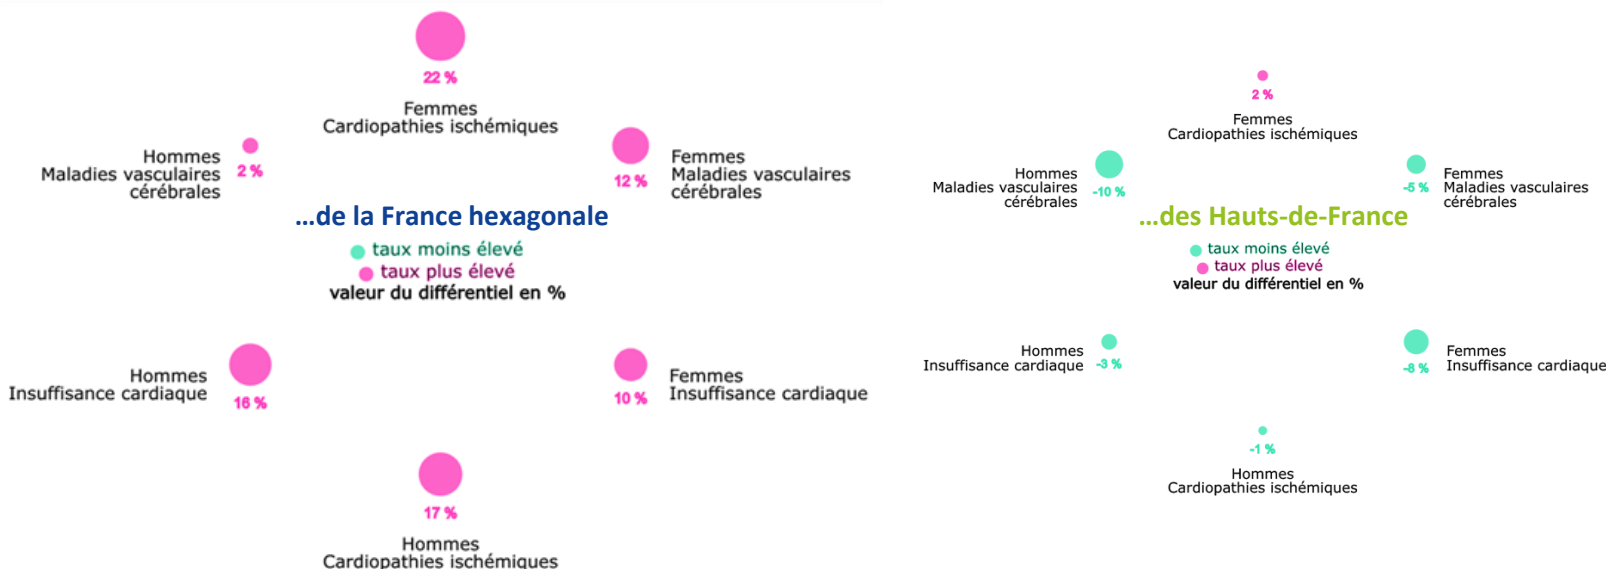 22 %
Femmes
Cardiopathies ischémiques
Hommes
Maladies vasculaires
cérébrales
2 %
12 %
Femmes
Maladies vasculaires
cérébrales
...de la France hexagonale
taux moins élevé
taux plus élevé
valeur du différentiel en %
Hommes
Insuffisance cardiaque
16 %
10 %
Femmes
Insuffisance cardiaque
17 %
Hommes
Cardiopathies ischémiques
2 %
Femmes
Cardiopathies ischémiques
Hommes
Maladies vasculaires
cérébrales
-10 %
-5 %
Femmes
Maladies vasculaires
cérébrales
...des Hauts-de-France
taux moins élevé
taux plus élevé
valeur du différentiel en %
Hommes
Insuffisance cardiaque
-3 %
-8 %
Femmes
Insuffisance cardiaque
-1 %
Hommes
Cardiopathies ischémiques